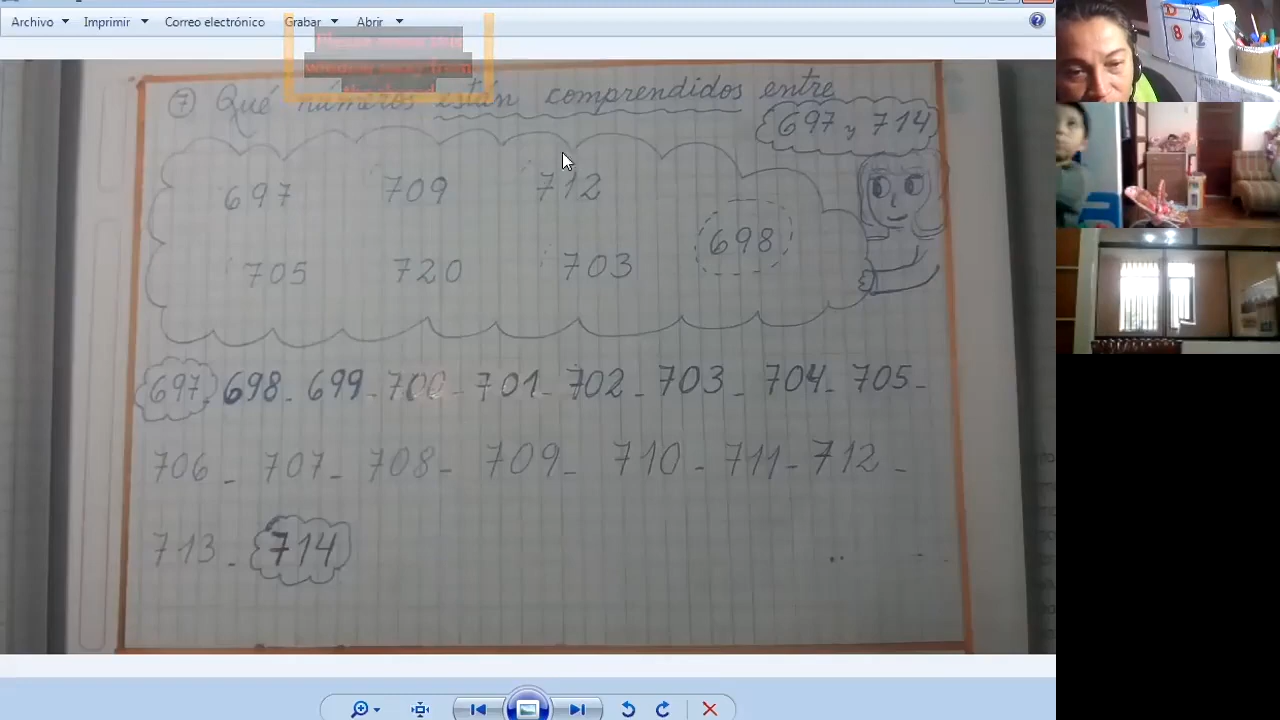 Archivo Imprimir Correo electrónico Grabar Abrir
7 Qué números están comprendidos entre
697 y 714
697 709 712
698
705 720 703
697. 698 - 699 - 700 - 701 - 702 - 703 - 704 - 705 -
706 - 707 - 708 - 709 - 710 - 711 - 712 -
713 - 714
8 2